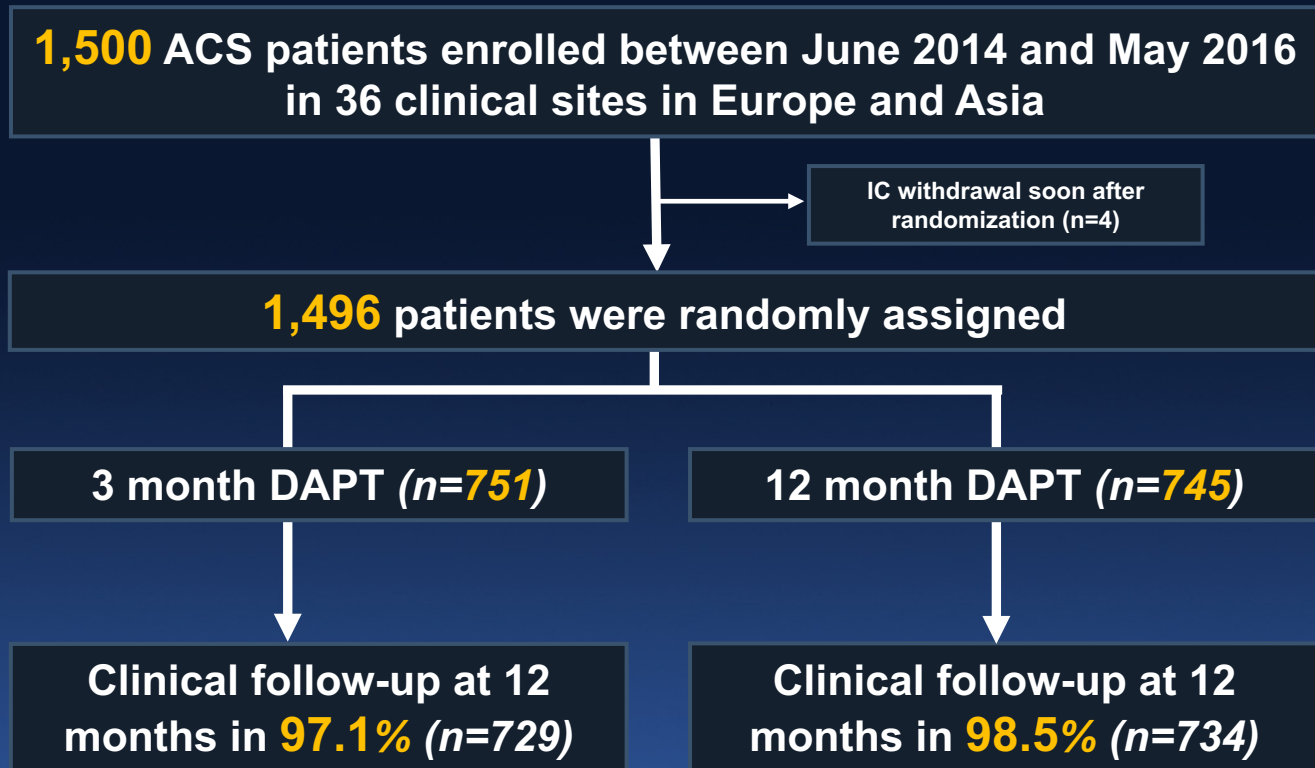 1,500 ACS patients enrolled between June 2014 and May 2016
in 36 clinical sites in Europe and Asia
IC withdrawal soon after
randomization (n=4)
1,496 patients were randomly assigned
3 month DAPT (n=751)
12 month DAPT (n=745)
Clinical follow-up at 12
months in 97.1% (n=729)
Clinical follow-up at 12
months in 98.5% (n=734)